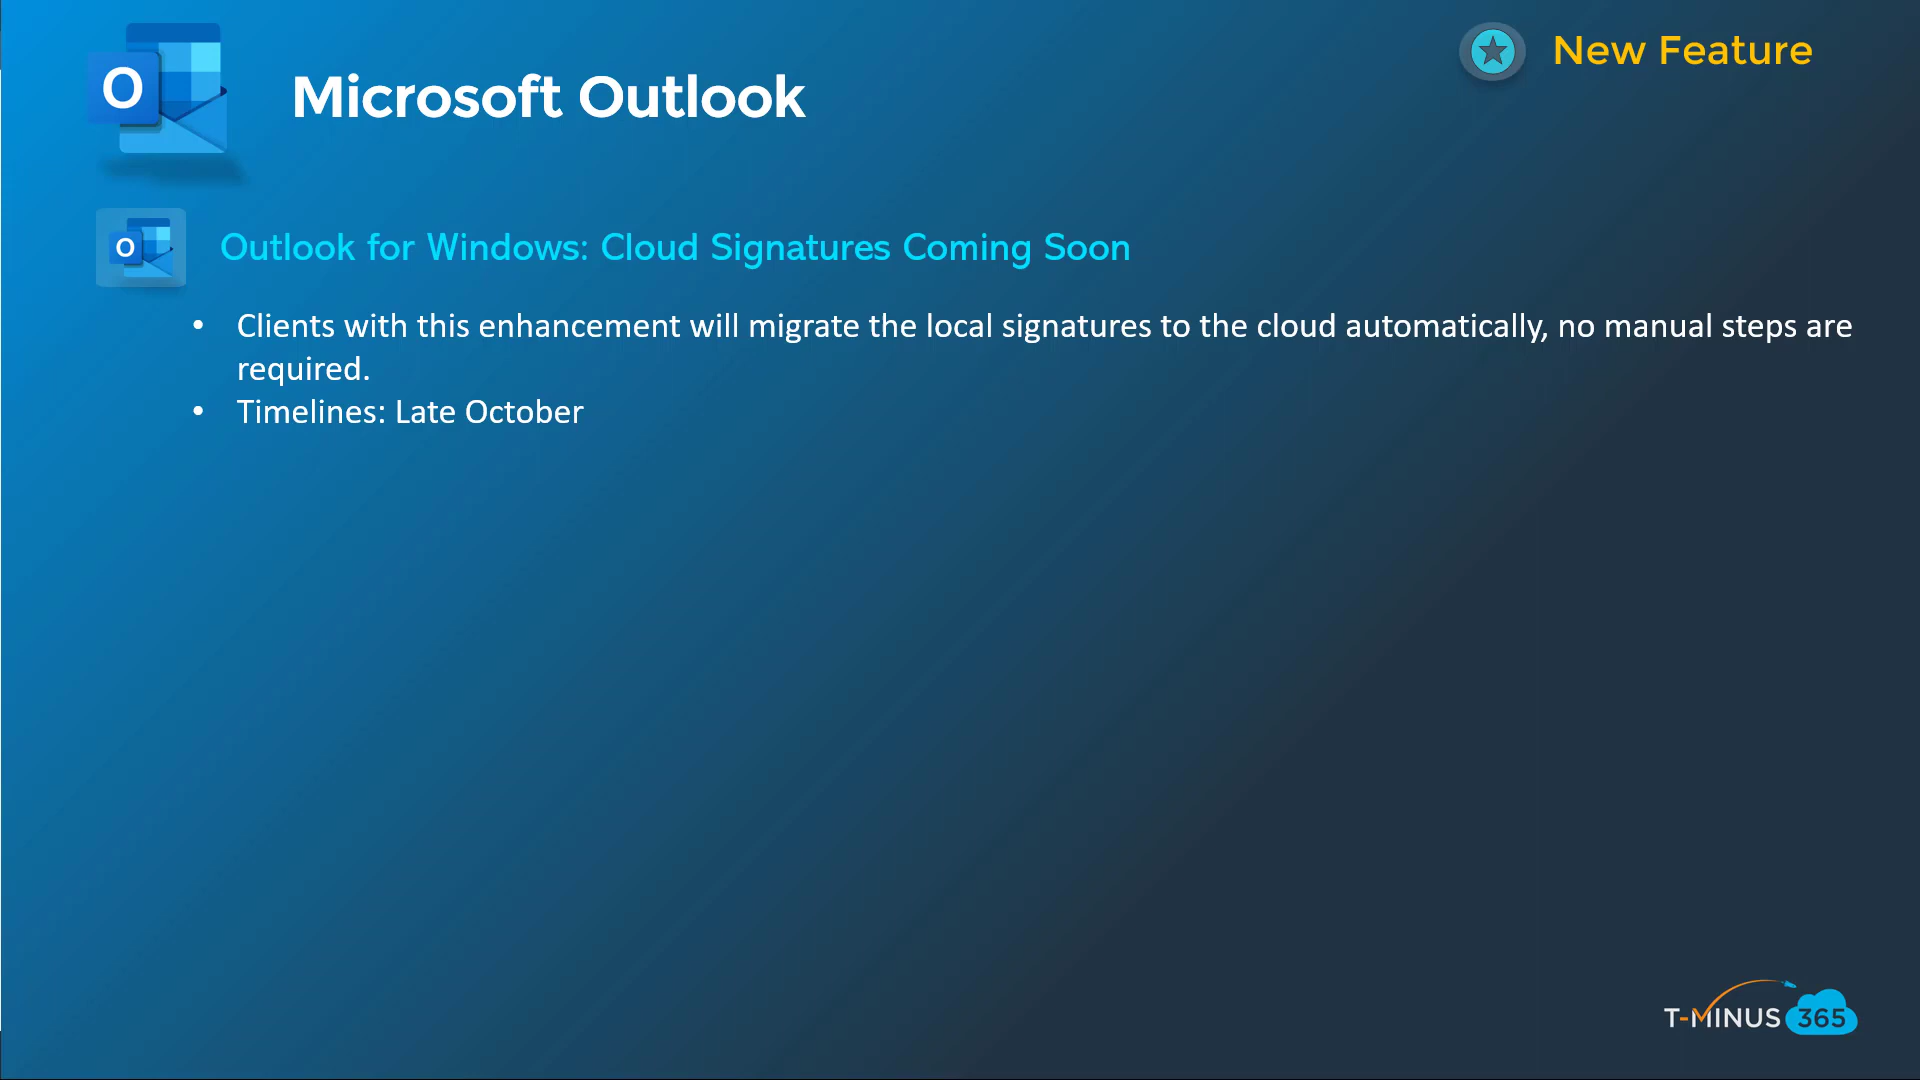 O
Microsoft Outlook
New Feature
O
Outlook for Windows: Cloud Signatures Coming Soon
• Clients with this enhancement will migrate the local signatures to the cloud automatically, no manual steps are
required.
• Timelines: Late October
T-MINUS 365